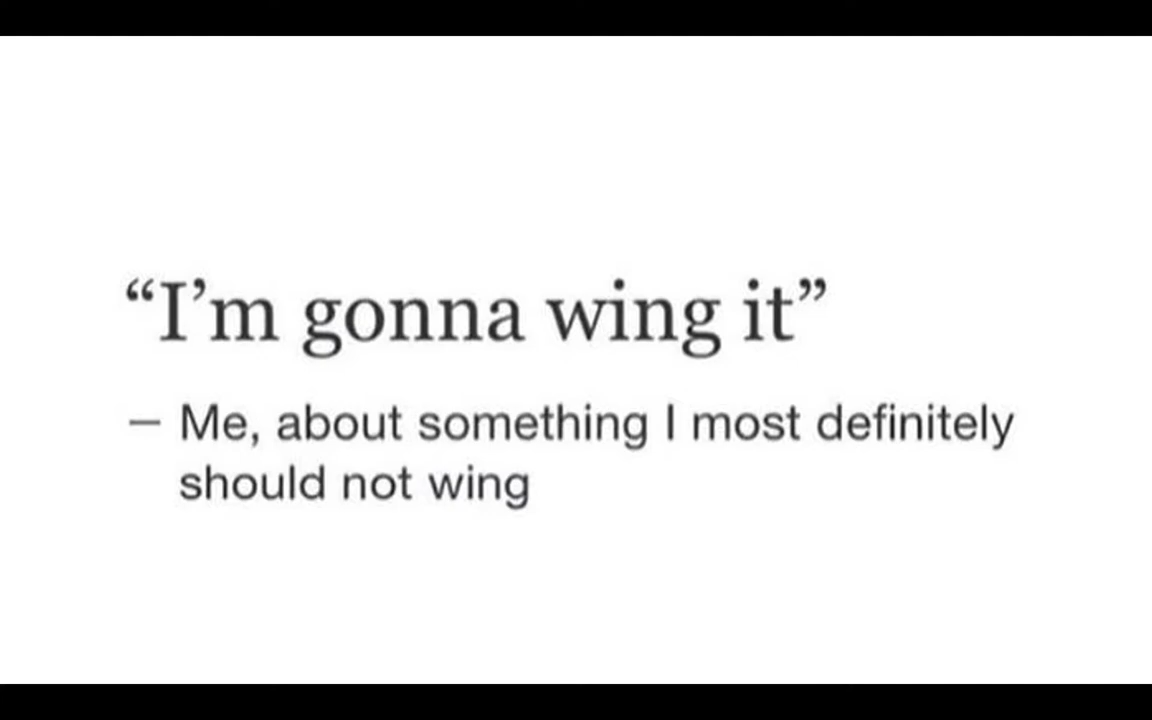 “I’m gonna wing it”
– Me, about something I most definitely
should not wing